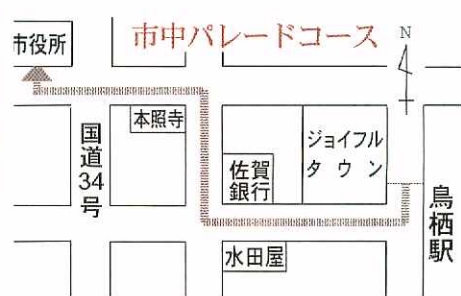 市中パレードコース
N
市役所
本照寺
国道34号
佐賀
銀行
ジョイフル
タウン
鳥栖駅
水田屋